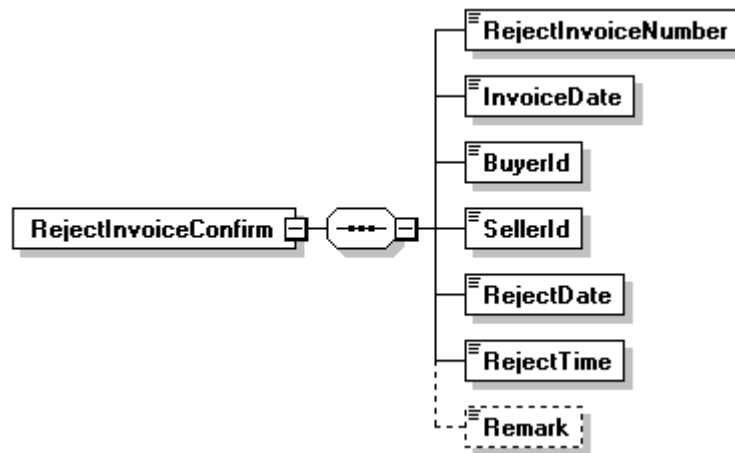 RejectInvoiceNumber
InvoiceDate
BuyerId
RejectInvoiceConfirm
SellerId
RejectDate
RejectTime
Remark